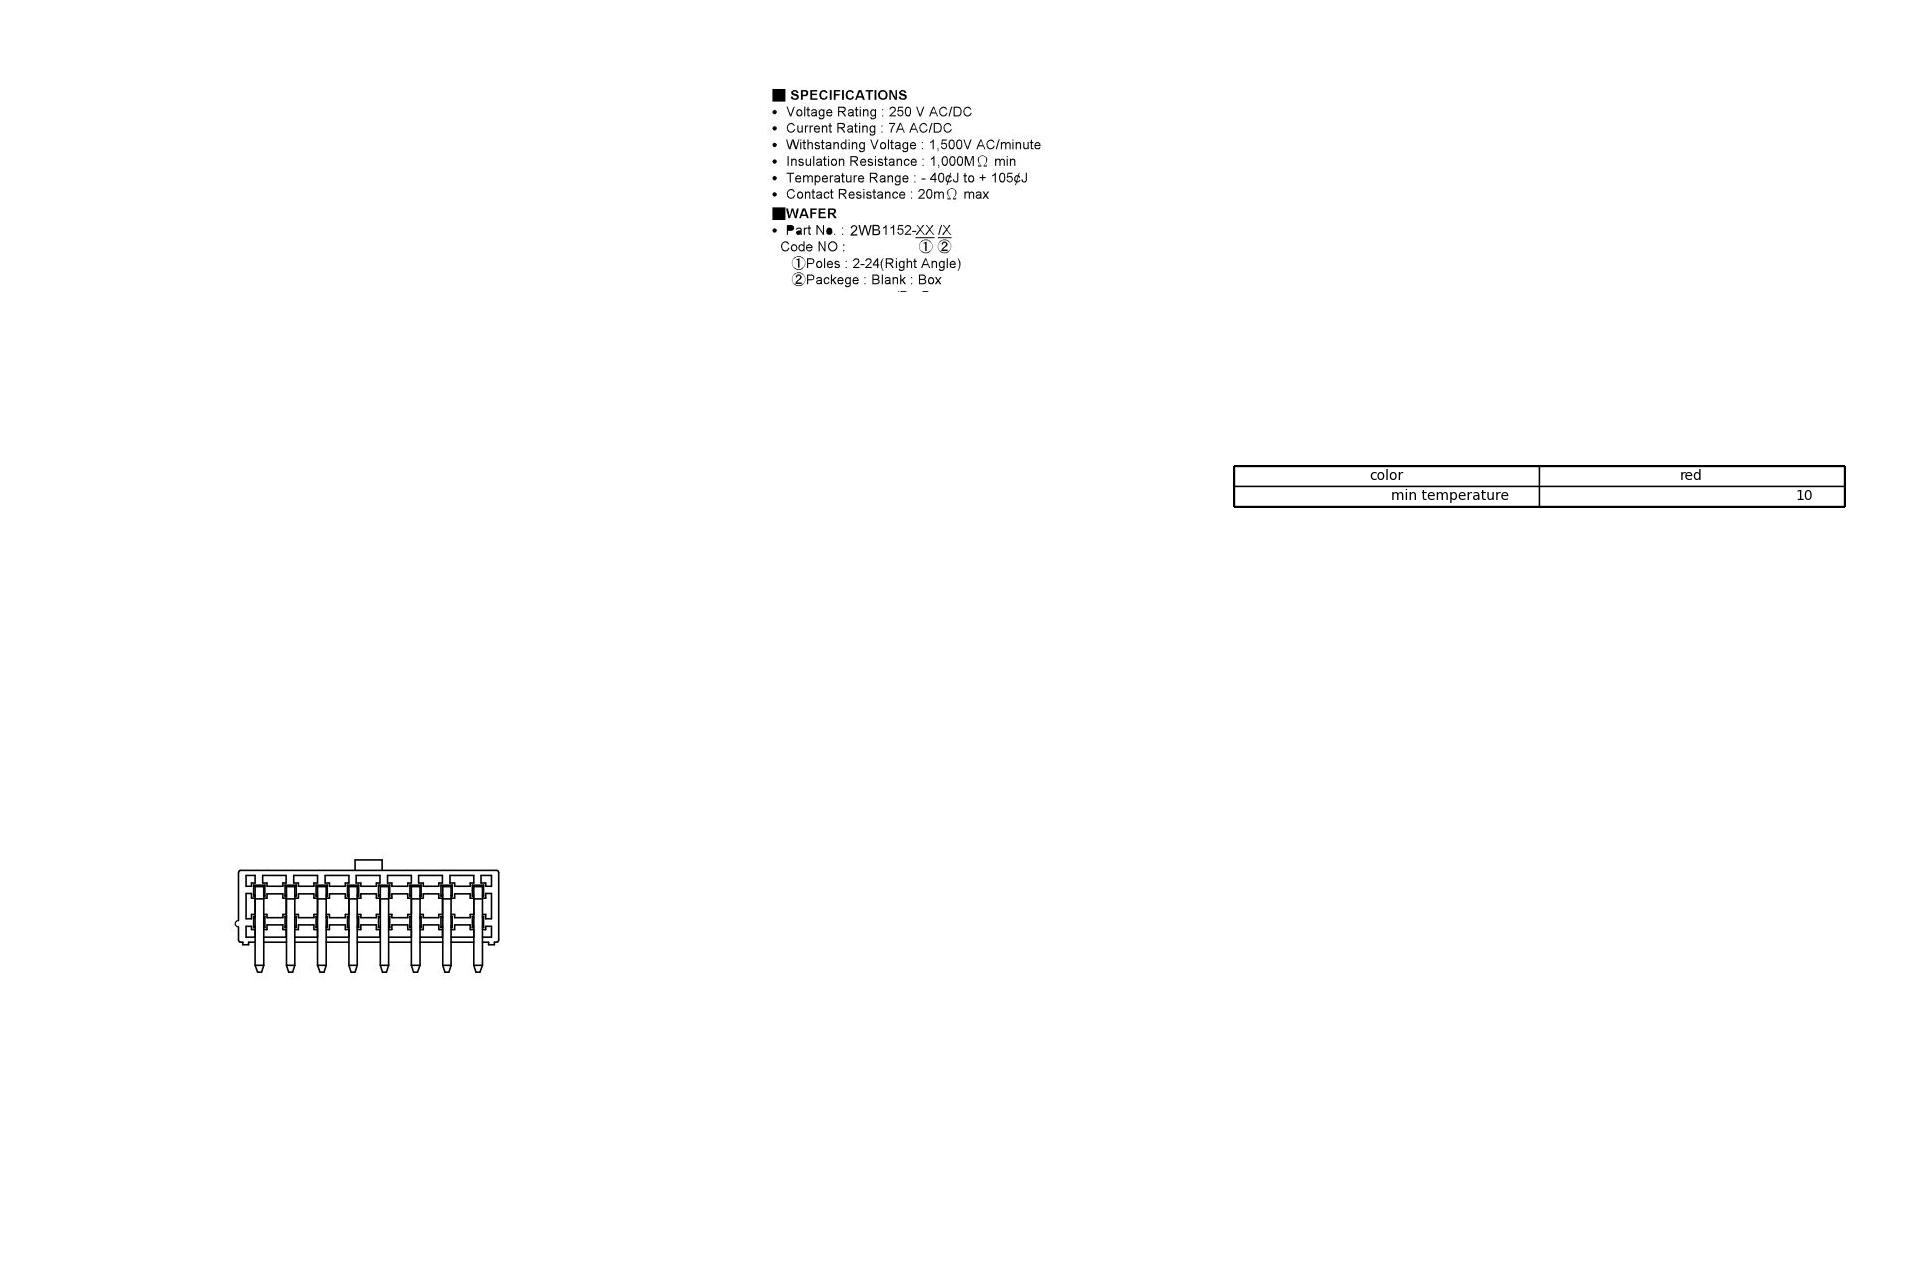 ■ SPECIFICATIONS
• Voltage Rating : 250 V AC/DC
• Current Rating : 7A AC/DC
• Withstanding Voltage : 1,500V AC/minute
• Insulation Resistance : 1,000MΩ min
• Temperature Range : - 40¢J to + 105¢J
• Contact Resistance : 20mΩ max
■WAFER
• Part No. : 2WB1152-XX /X
Code NO : ① ②
①Poles : 2-24(Right Angle)
②Packege : Blank : Box
color red
min temperature 10